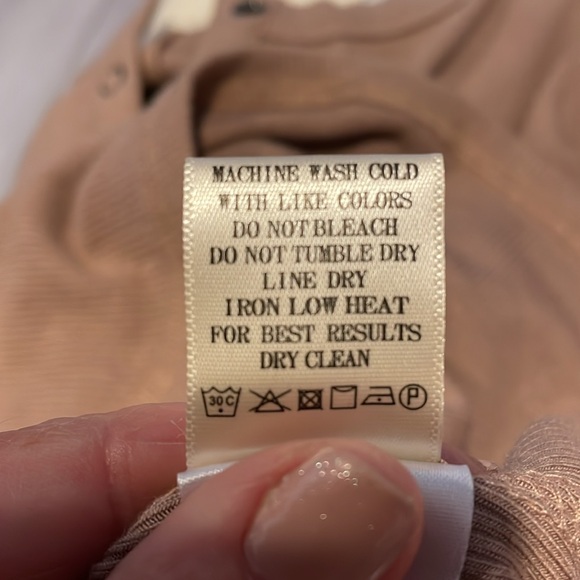 MACHINE WASH COLD
WITH LIKE COLORS
DO NOT BLEACH
DO NOT TUMBLE DRY
LINE DRY
IRON LOW HEAT
FOR BEST RESULTS
DRY CLEAN
30C P